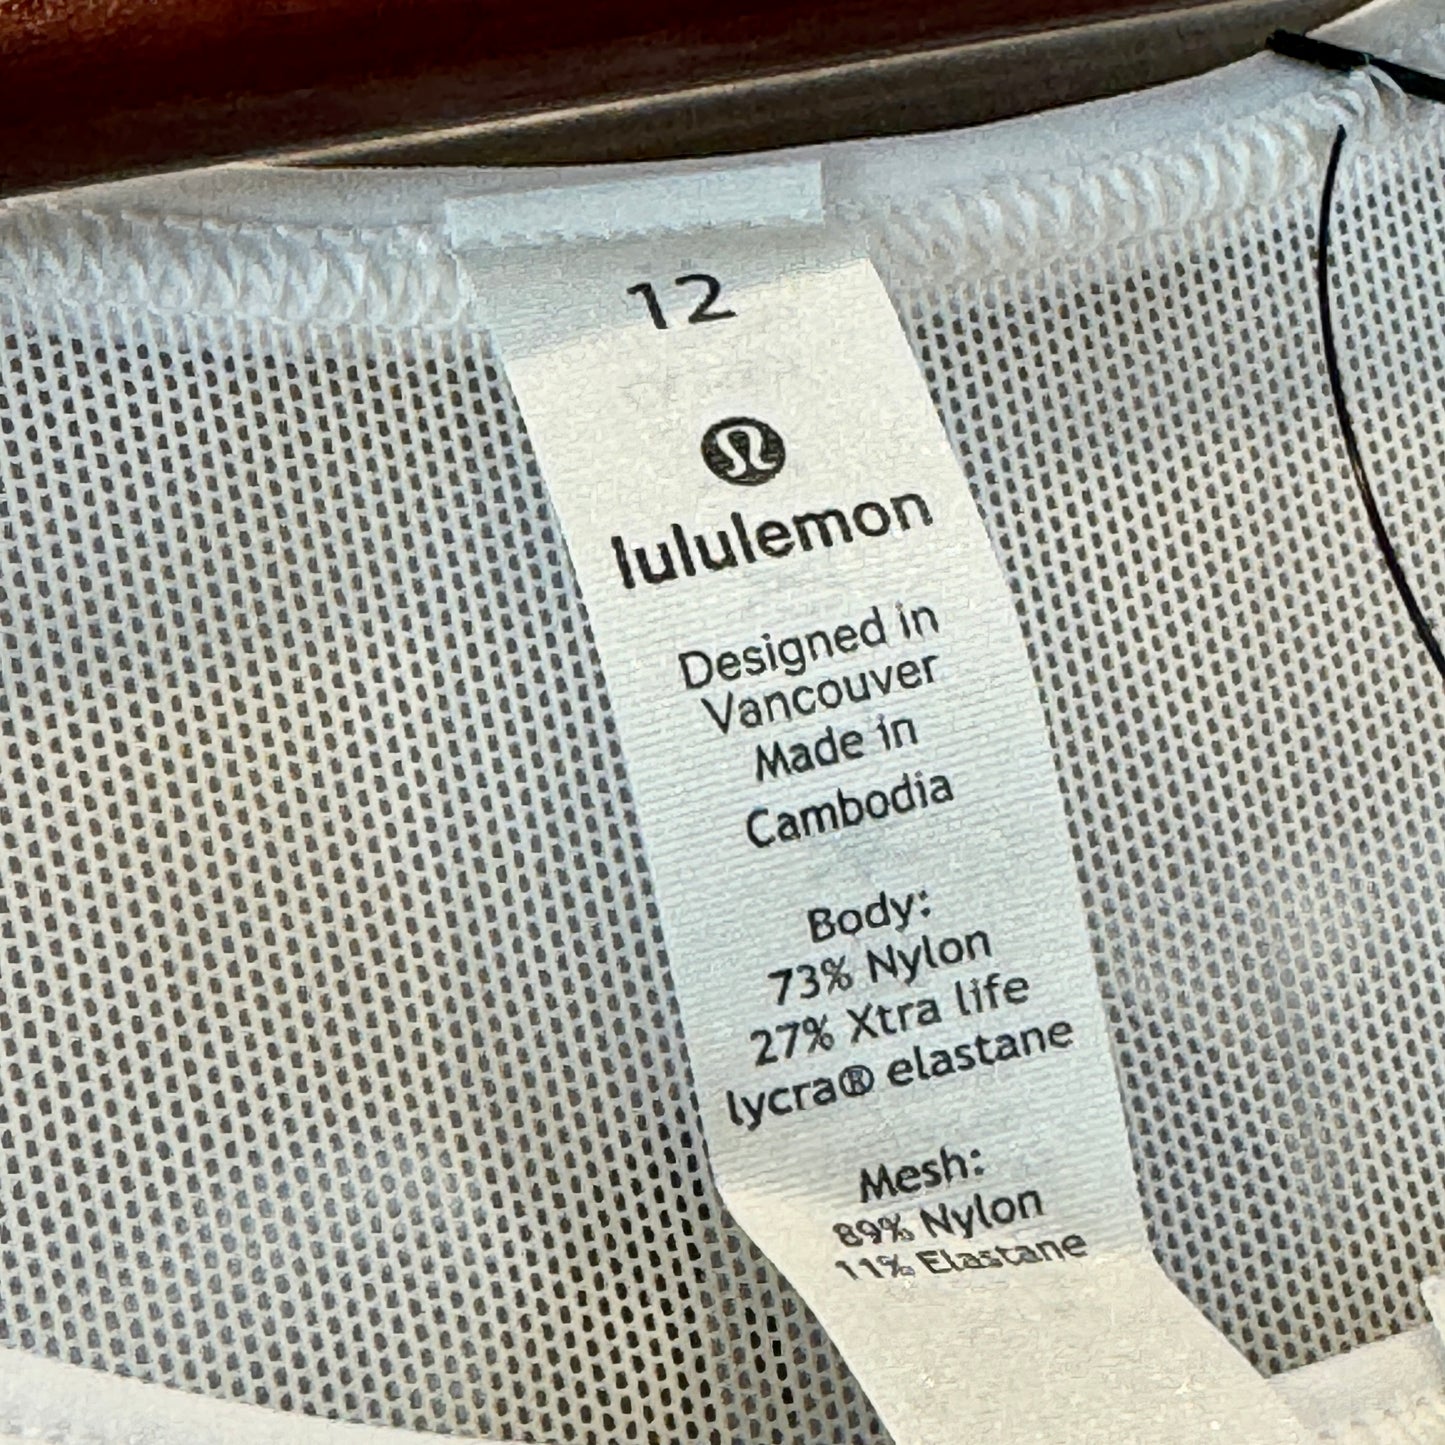 12
lululemon
Designed in
Vancouver
Made in
Cambodia
Body:
73% Nylon
27% Xtra life
lycra® elastane
Mesh:
89% Nylon
11% Elastane